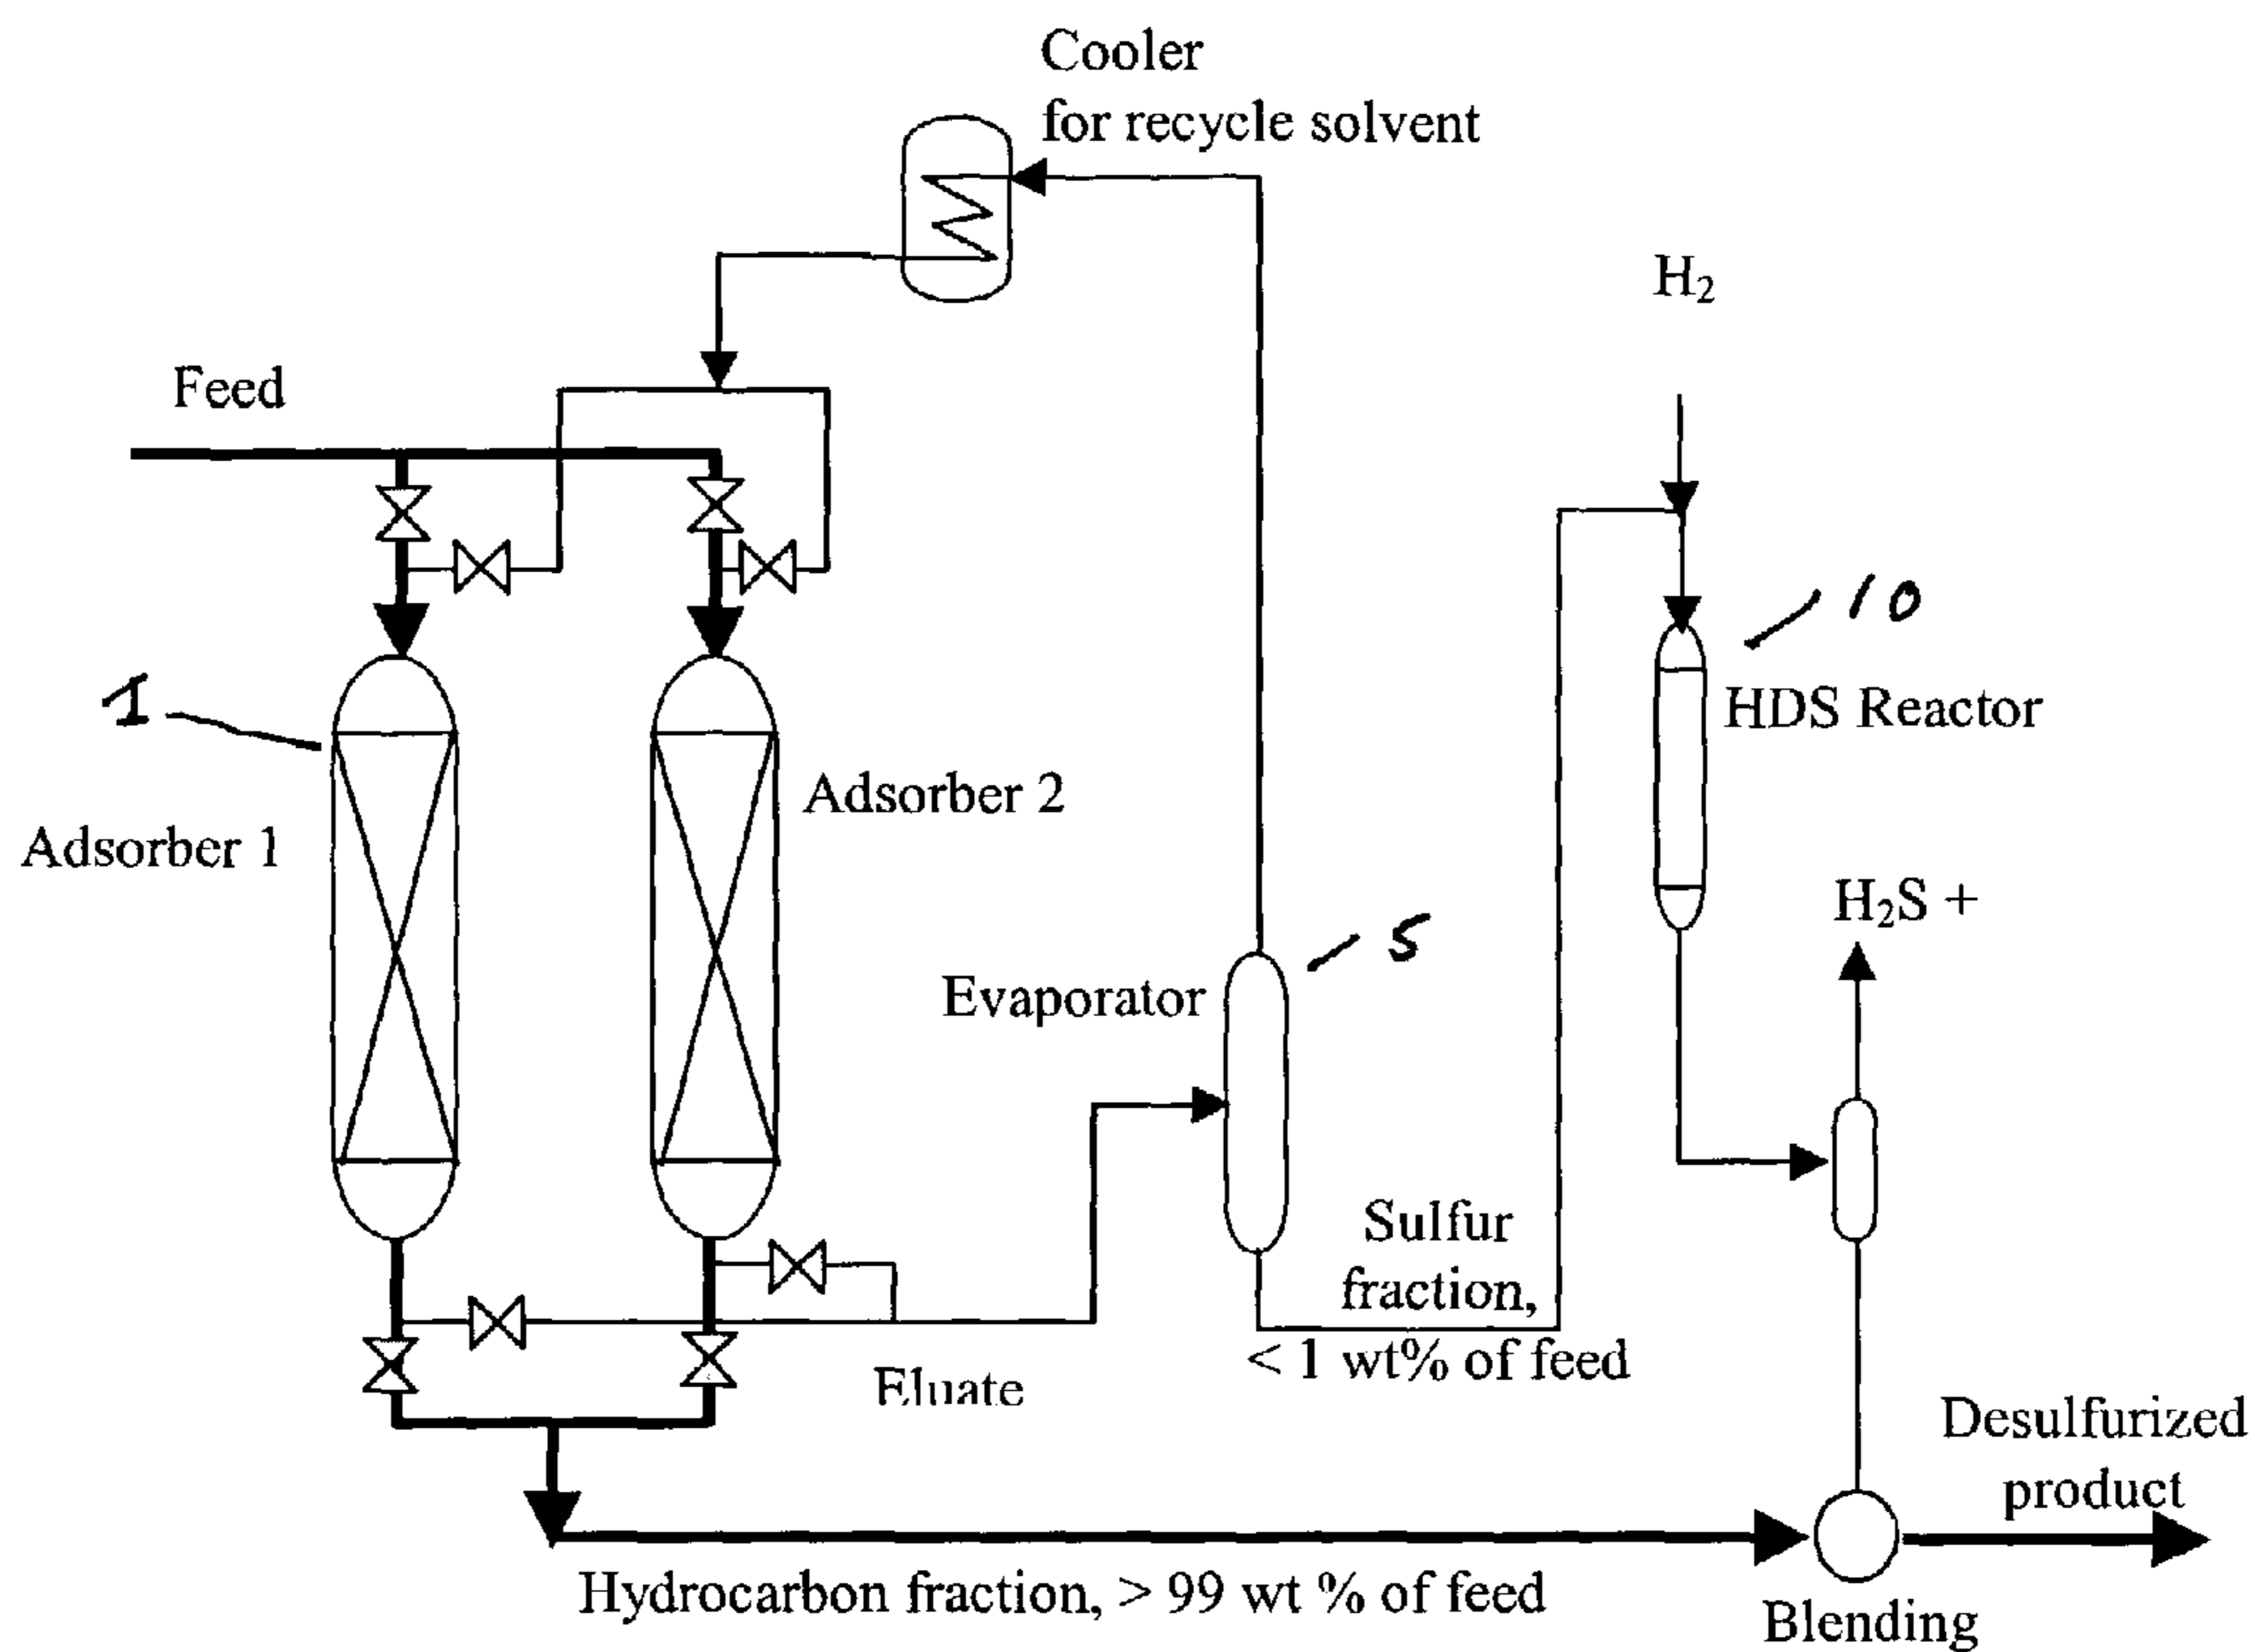 Cooler
for recycle solvent
H₂
Feed
10
1
HDS Reactor
Adsorber 2
Adsorber 1
H₂S +
5
Evaporator
Sulfur
fraction,
< 1 wt% of feed
Eluate
Desulfurized
product
Hydrocarbon fraction, > 99 wt % of feed
Blending